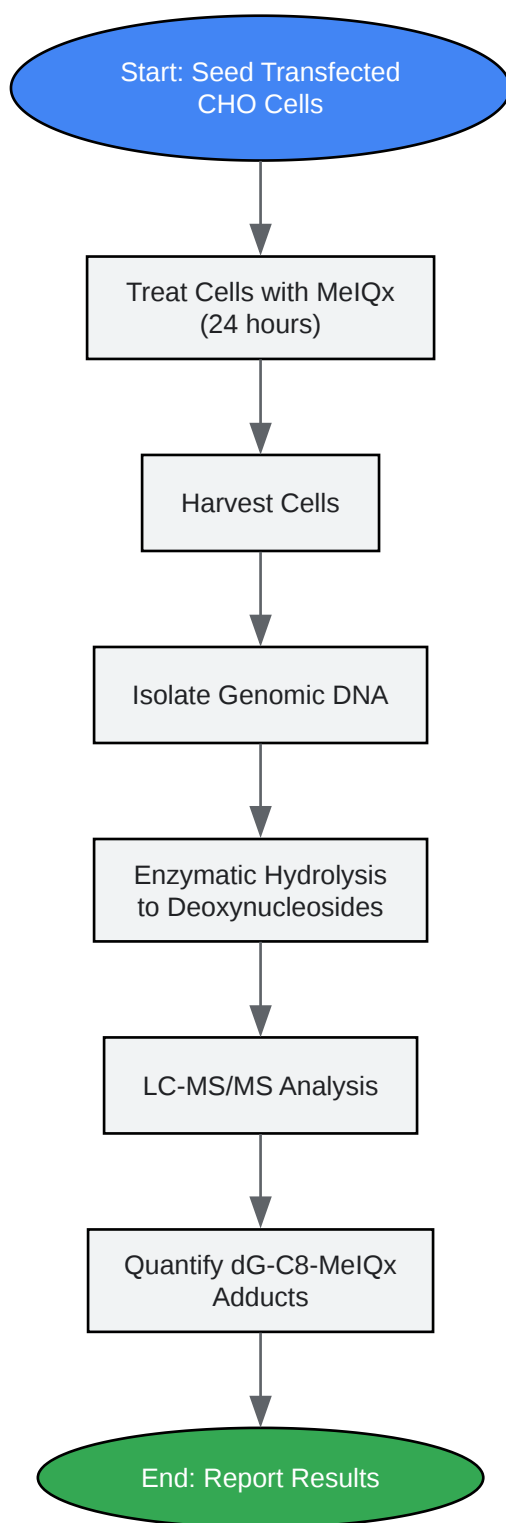 Start: Seed Transfected
CHO Cells
Treat Cells with MeIQx
(24 hours)
Harvest Cells
Isolate Genomic DNA
Enzymatic Hydrolysis
to Deoxynucleosides
LC-MS/MS Analysis
Quantify dG-C8-MeIQx
Adducts
End: Report Results